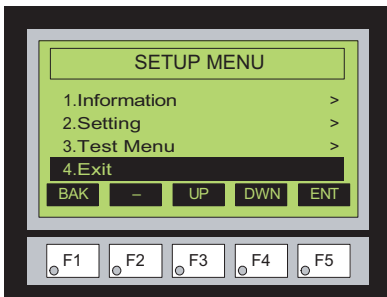 SETUP MENU
1.Information >
2.Setting >
3.Test Menu >
4.Exit
BAK – UP DWN ENT
F1 F2 F3 F4 F5